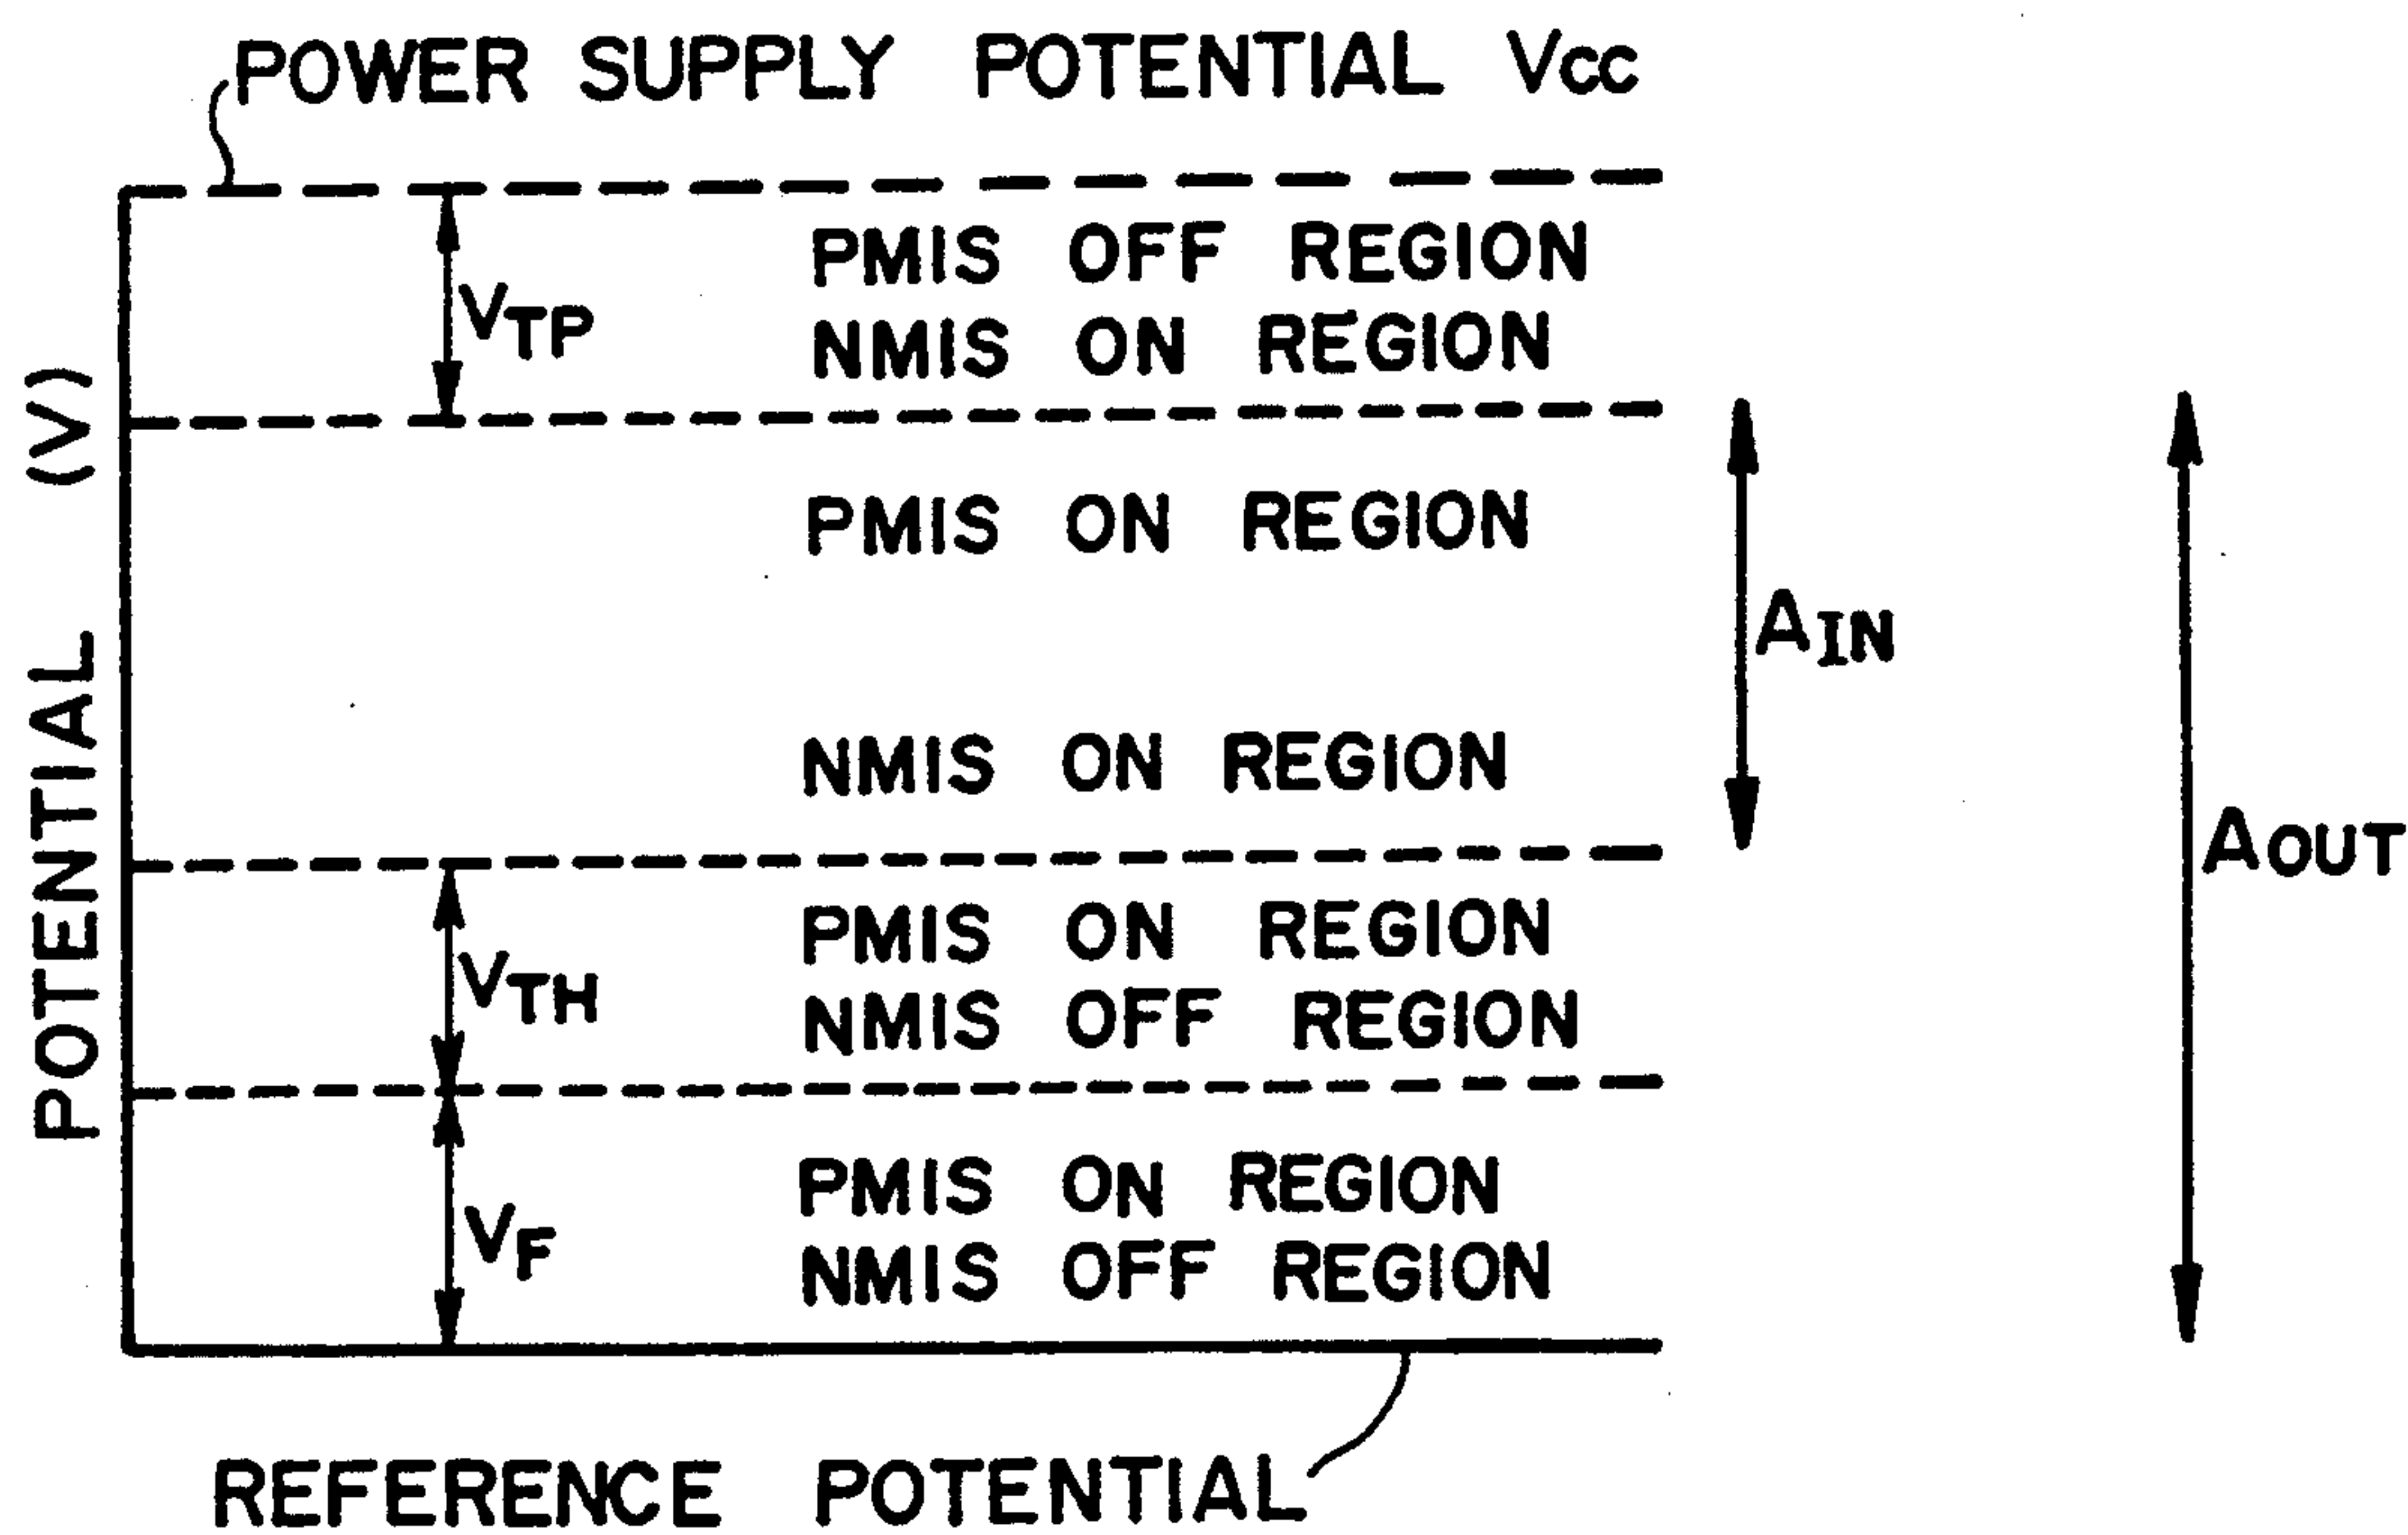 POWER SUPPLY POTENTIAL VCC
PMIS OFF REGION
NMIS ON REGION
VTP
POTENTIAL (V)
PMIS ON REGION
AIN
NMIS ON REGION
AOUT
PMIS ON REGION
NMIS OFF REGION
VTH
PMIS ON REGION
NMIS OFF REGION
VF
REFERENCE POTENTIAL